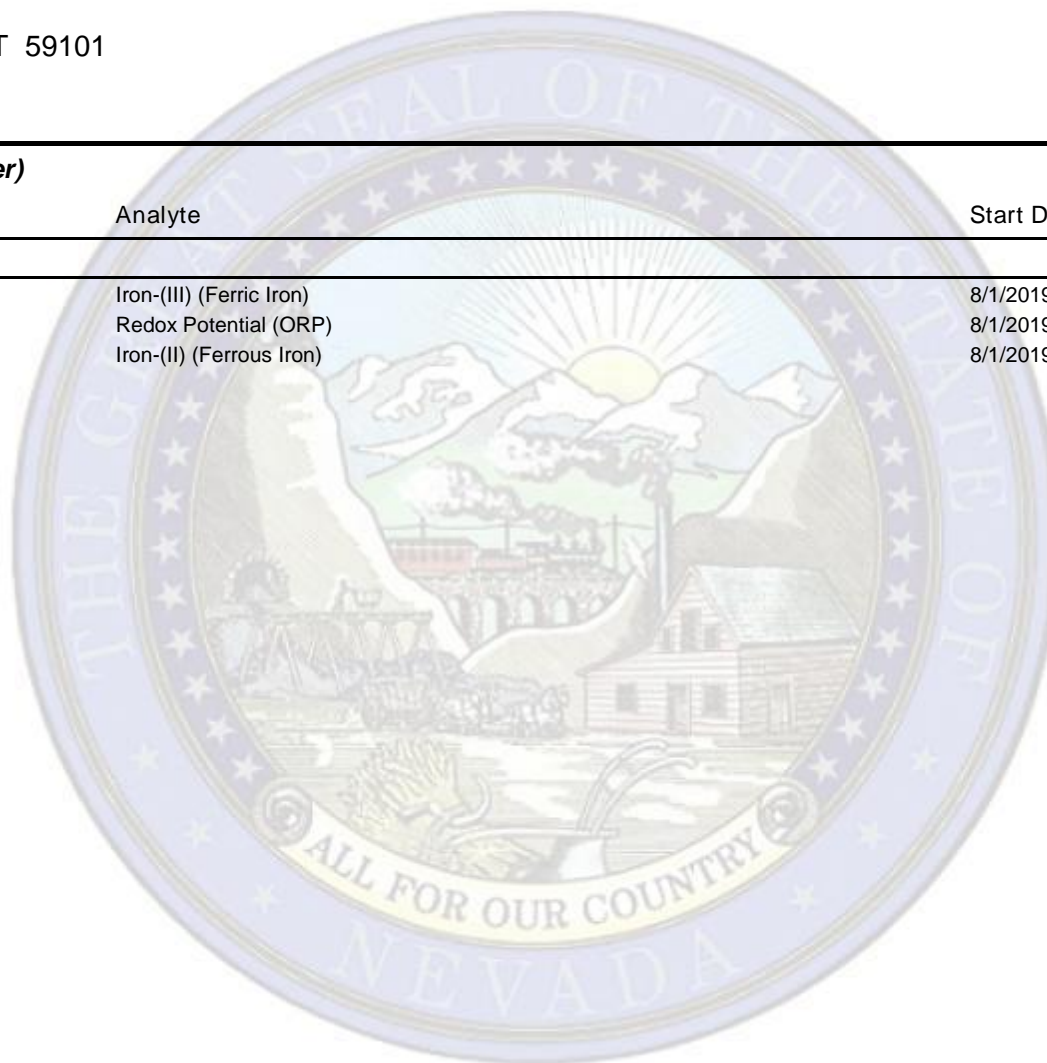 T 59101
er)
Analyte Start D
Iron-(III) (Ferric Iron) 8/1/2019
Redox Potential (ORP) 8/1/2019
Iron-(II) (Ferrous Iron) 8/1/2019
THE GREAT SEAL OF THE STATE OF
NEVADA
ALL FOR OUR COUNTRY